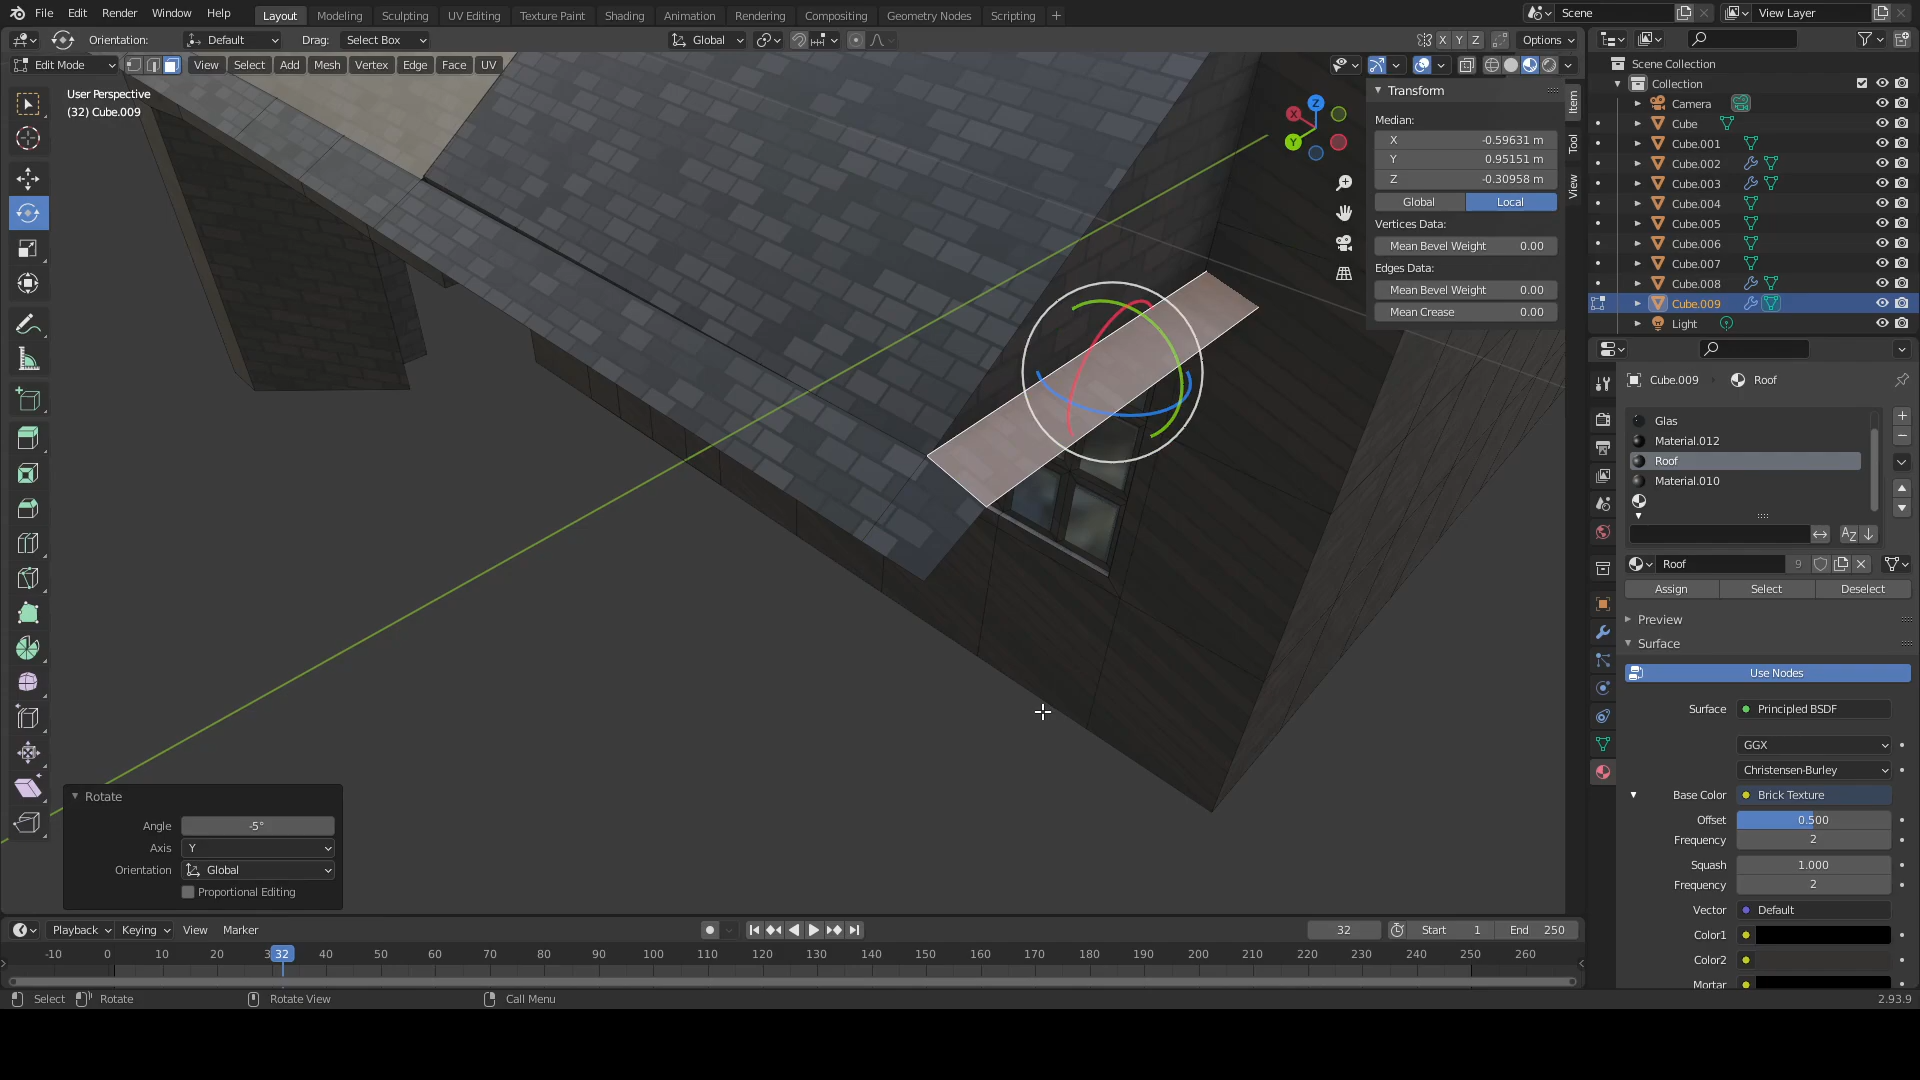 File Edit Render Window Help Layout Modeling Sculpting UV Editing Texture Paint Shading Animation Rendering Compositing Geometry Nodes Scripting + Scene View Layer
Orientation: Default Drag: Select Box Global X Y Z Options
Edit Mode View Select Add Mesh Vertex Edge Face UV
User Perspective
(32) Cube.009
Z
X
Y
Transform
Median:
X -0.59631 m
Y 0.95151 m
Z -0.30958 m
Global Local
Vertices Data:
Mean Bevel Weight 0.00
Edges Data:
Mean Bevel Weight 0.00
Mean Crease 0.00
Item
Tool
View
Scene Collection
Collection
Camera
Cube
Cube.001
Cube.002
Cube.003
Cube.004
Cube.005
Cube.006
Cube.007
Cube.008
Cube.009
Light
Cube.009 Roof
Glas
Material.012
Roof
Material.010
Roof 9
Assign Select Deselect
Preview
Surface
Use Nodes
Surface Principled BSDF
GGX
Christensen-Burley
Base Color Brick Texture
Offset 0.500
Frequency 2
Squash 1.000
Frequency 2
Vector Default
Color1
Color2
Mortar
Rotate
Angle -5°
Axis Y
Orientation Global
Proportional Editing
Playback Keying View Marker 32 Start 1 End 250
-10 0 10 20 3 32 40 50 60 70 80 90 100 110 120 130 140 150 160 170 180 190 200 210 220 230 240 250 260
Select Rotate Rotate View Call Menu 2.93.9